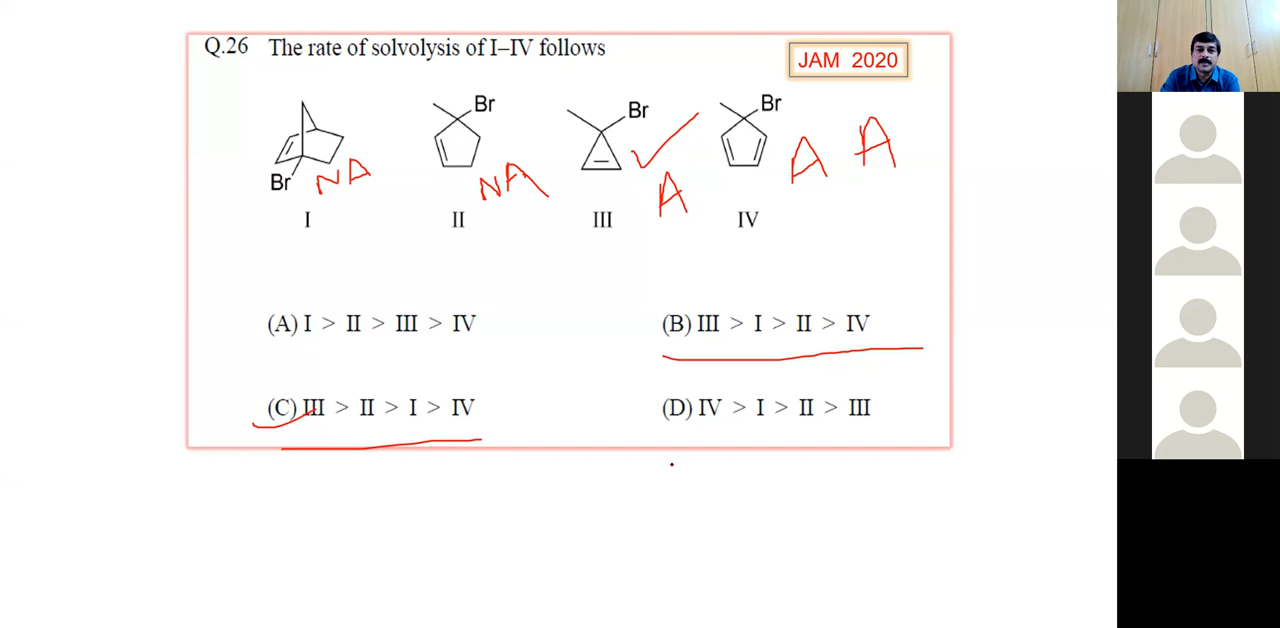 Q.26 The rate of solvolysis of I–IV follows
JAM 2020
Br Br Br Br
NA NA A A A
I II III IV
(A) I > II > III > IV (B) III > I > II > IV
(C) III > II > I > IV (D) IV > I > II > III